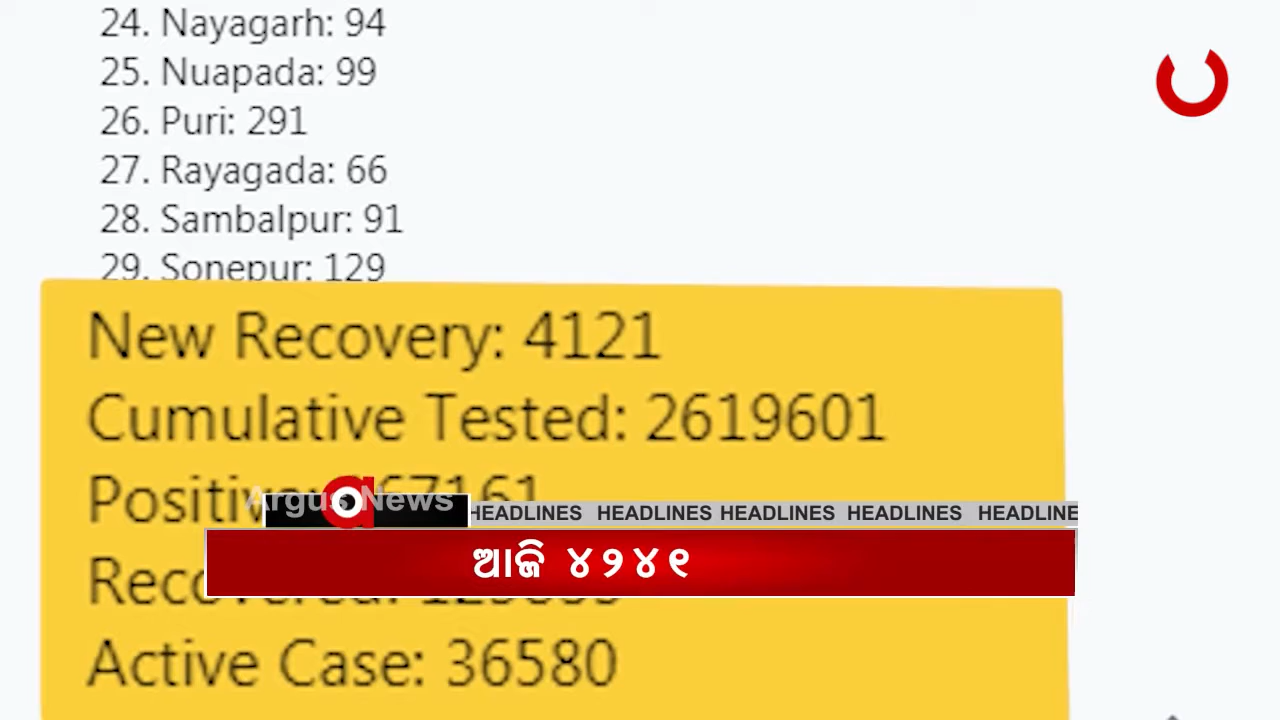 24. Nayagarh: 94
25. Nuapada: 99
26. Puri: 291
27. Rayagada: 66
28. Sambalpur: 91
29. Sonepur: 129
New Recovery: 4121
Cumulative Tested: 2619601
Argus News
HEADLINES HEADLINES HEADLINES HEADLINES HEADLINE
ଆଜି ୪୨୪୧
Active Case: 36580